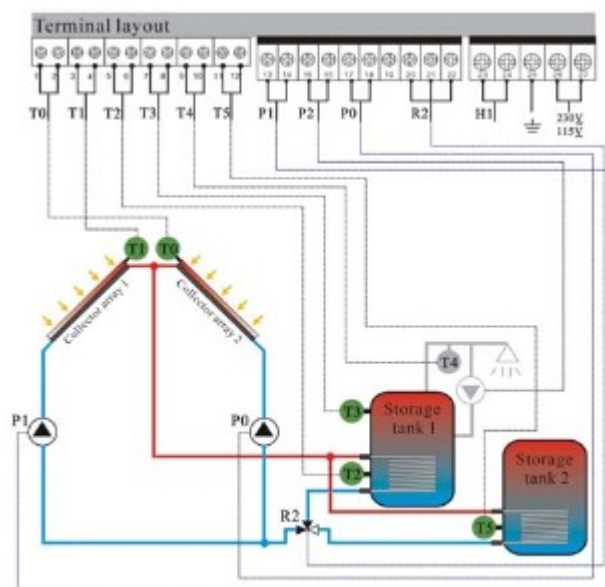 Terminal layout
1 2 3 4 5 6 7 8 9 10 11 12 13 14 15 16 17 18 19 20 21 22 23 24 25 26 27
T0 T1 T2 T3 T4 T5 P1 P2 P0 R2 H1
230V
115V
T1 T0
Collector array 1 Collector array 2
T4
T3 Storage
tank 1
P1 P0
T2
Storage
tank 2
R2
T5